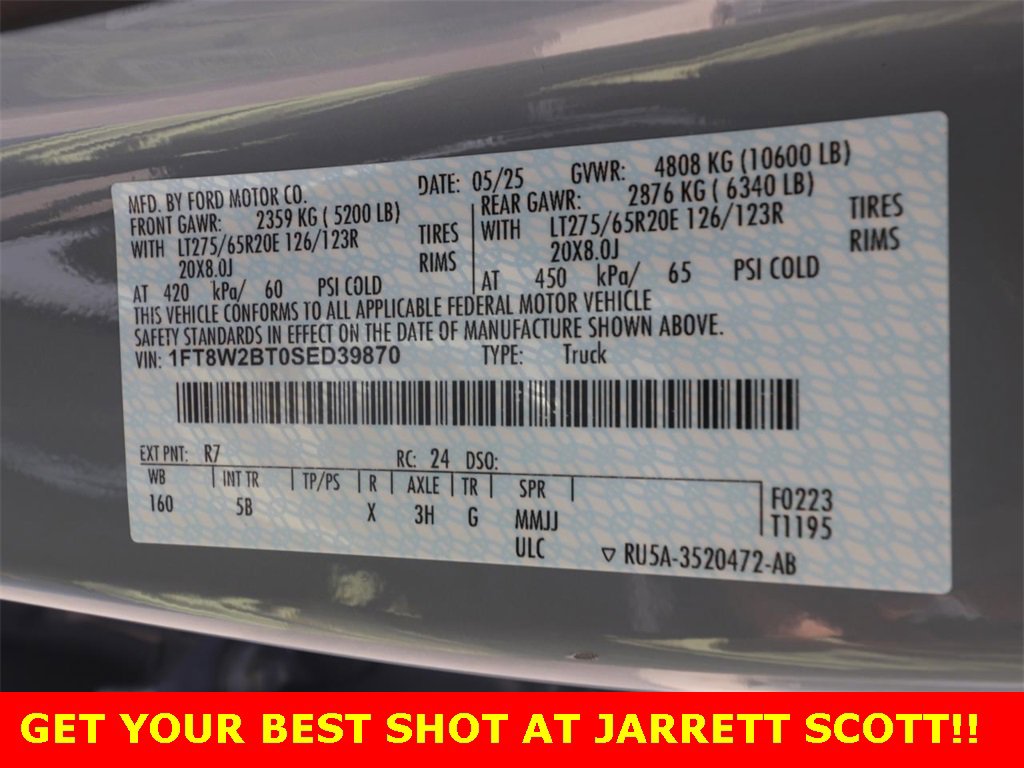 MFD. BY FORD MOTOR CO. DATE: 05/25 GVWR: 4808 KG (10600 LB)
FRONT GAWR: 2359 KG ( 5200 LB) REAR GAWR: 2876 KG ( 6340 LB)
WITH LT275/65R20E 126/123R TIRES WITH LT275/65R20E 126/123R TIRES
20X8.0J RIMS 20X8.0J RIMS
AT 420 kPa/ 60 PSI COLD AT 450 kPa/ 65 PSI COLD
THIS VEHICLE CONFORMS TO ALL APPLICABLE FEDERAL MOTOR VEHICLE
SAFETY STANDARDS IN EFFECT ON THE DATE OF MANUFACTURE SHOWN ABOVE.
VIN: 1FT8W2BT0SED39870 TYPE: Truck
EXT PNT: R7 RC: 24 DSO:
WB INT TR TP/PS R AXLE TR SPR
160 5B X 3H G MMJJ
ULC
F0223
T1195
▽ RU5A-3520472-AB
GET YOUR BEST SHOT AT JARRETT SCOTT!!